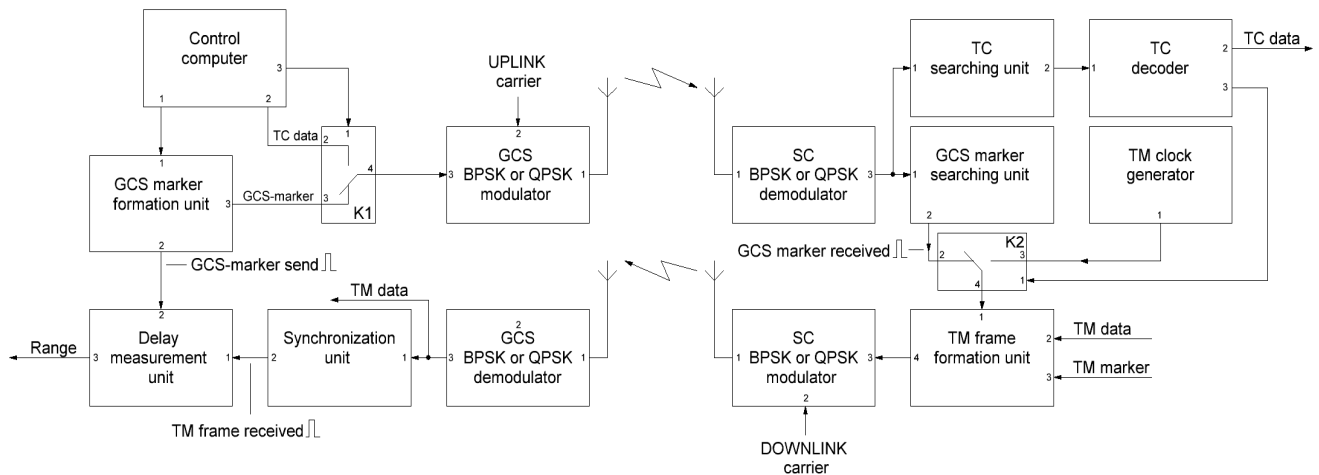 Control
computer
3
1
2
UPLINK
carrier
TC
searching unit
1
2
TC
decoder
1
2
3
TC data
TC data
1
2
3
4
K1
1
GCS marker
formation unit
3
2
GCS-marker
2
GCS
BPSK or QPSK
modulator
3
1
SC
BPSK or QPSK
demodulator
1
3
GCS marker
searching unit
1
2
TM clock
generator
1
GCS-marker send
GCS marker received
K2
2
3
1
4
TM data
2
Delay
measurement
unit
3
1
Range
Synchronization
unit
2
1
2
GCS
BPSK or QPSK
demodulator
3
1
SC
BPSK or QPSK
modulator
1
3
2
1
TM frame
formation unit
4
2
3
TM data
TM marker
TM frame received
DOWNLINK
carrier